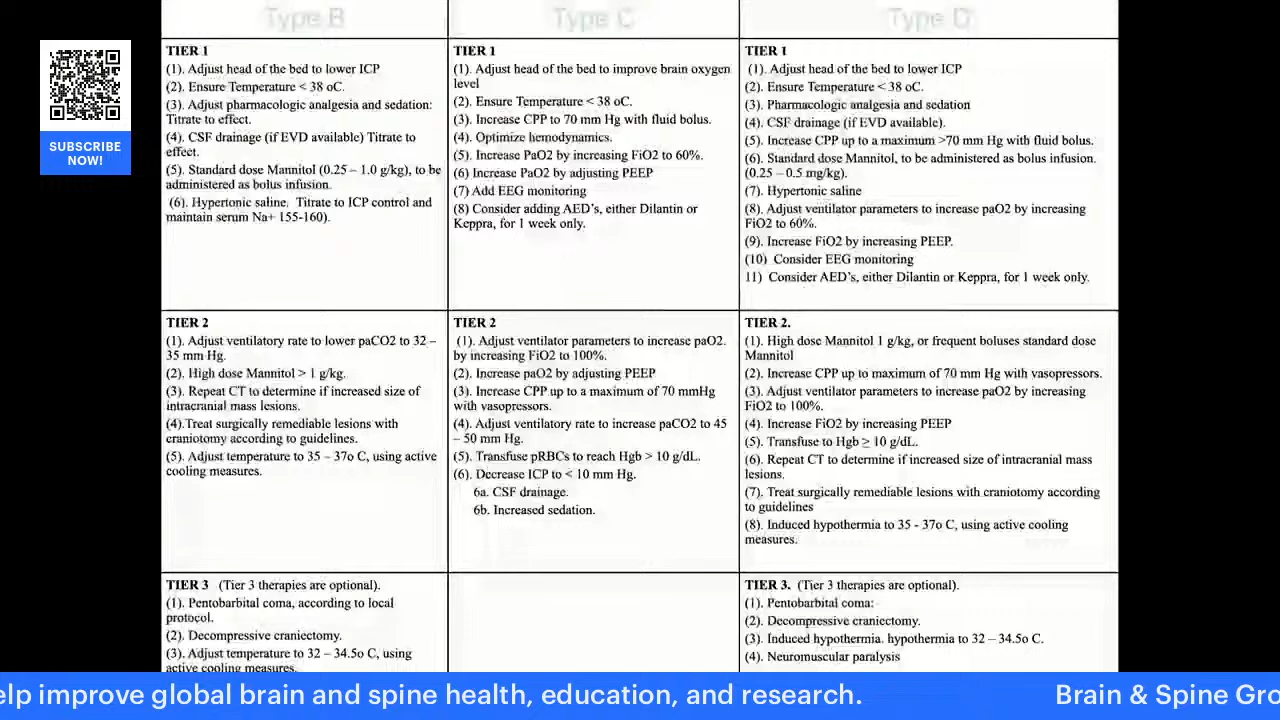 Type B
Type C
Type D
SUBSCRIBE
NOW!
TIER 1
(1). Adjust head of the bed to lower ICP
(2). Ensure Temperature < 38 oC.
(3). Adjust pharmacologic analgesia and sedation:
Titrate to effect.
(4). CSF drainage (if EVD available) Titrate to
effect.
(5). Standard dose Mannitol (0.25 – 1.0 g/kg), to be
administered as bolus infusion.
(6). Hypertonic saline. Titrate to ICP control and
maintain serum Na+ 155-160).
TIER 1
(1). Adjust head of the bed to improve brain oxygen
level
(2). Ensure Temperature < 38 oC.
(3). Increase CPP to 70 mm Hg with fluid bolus.
(4). Optimize hemodynamics.
(5). Increase PaO2 by increasing FiO2 to 60%.
(6) Increase PaO2 by adjusting PEEP
(7) Add EEG monitoring
(8) Consider adding AED's, either Dilantin or
Keppra, for 1 week only.
TIER 1
(1). Adjust head of the bed to lower ICP
(2). Ensure Temperature < 38 oC.
(3). Pharmacologic analgesia and sedation
(4). CSF drainage (if EVD available).
(5). Increase CPP up to a maximum >70 mm Hg with fluid bolus.
(6). Standard dose Mannitol, to be administered as bolus infusion.
(0.25 – 0.5 mg/kg).
(7). Hypertonic saline
(8). Adjust ventilator parameters to increase paO2 by increasing
FiO2 to 60%.
(9). Increase FiO2 by increasing PEEP.
(10) Consider EEG monitoring
11) Consider AED's, either Dilantin or Keppra, for 1 week only.
TIER 2
(1). Adjust ventilatory rate to lower paCO2 to 32 –
35 mm Hg.
(2). High dose Mannitol > 1 g/kg.
(3). Repeat CT to determine if increased size of
intracranial mass lesions.
(4).Treat surgically remediable lesions with
craniotomy according to guidelines.
(5). Adjust temperature to 35 – 37o C, using active
cooling measures.
TIER 2
(1). Adjust ventilator parameters to increase paO2.
by increasing FiO2 to 100%.
(2). Increase paO2 by adjusting PEEP
(3). Increase CPP up to a maximum of 70 mmHg
with vasopressors.
(4). Adjust ventilatory rate to increase paCO2 to 45
– 50 mm Hg.
(5). Transfuse pRBCs to reach Hgb > 10 g/dL.
(6). Decrease ICP to < 10 mm Hg.
6a. CSF drainage.
6b. Increased sedation.
TIER 2.
(1). High dose Mannitol 1 g/kg, or frequent boluses standard dose
Mannitol
(2). Increase CPP up to maximum of 70 mm Hg with vasopressors.
(3). Adjust ventilator parameters to increase paO2 by increasing
FiO2 to 100%.
(4). Increase FiO2 by increasing PEEP
(5). Transfuse to Hgb ≥ 10 g/dL.
(6). Repeat CT to determine if increased size of intracranial mass
lesions.
(7). Treat surgically remediable lesions with craniotomy according
to guidelines
(8). Induced hypothermia to 35 - 37o C, using active cooling
measures.
TIER 3 (Tier 3 therapies are optional).
(1). Pentobarbital coma, according to local
protocol.
(2). Decompressive craniectomy.
(3). Adjust temperature to 32 – 34.5o C, using
active cooling measures.
TIER 3. (Tier 3 therapies are optional).
(1). Pentobarbital coma:
(2). Decompressive craniectomy.
(3). Induced hypothermia. hypothermia to 32 – 34.5o C.
(4). Neuromuscular paralysis
elp improve global brain and spine health, education, and research. Brain & Spine Gro